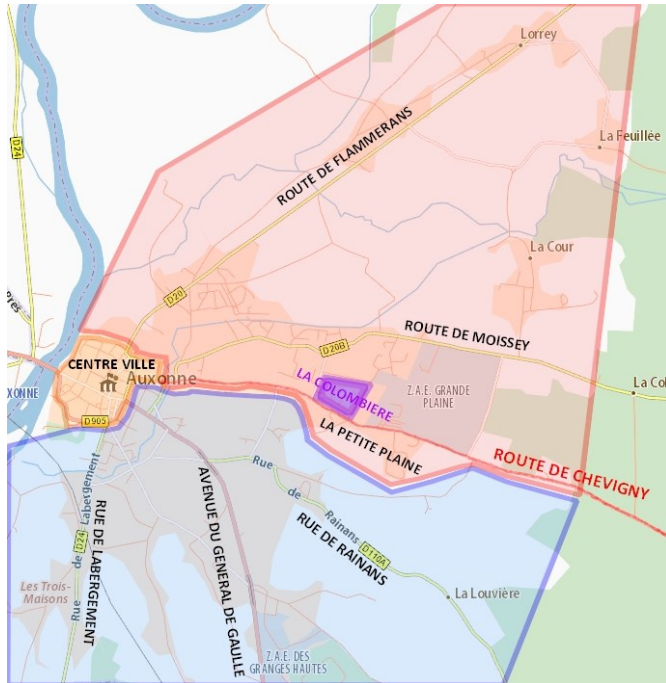 Lorrey
D24
La Feuillée
ROUTE DE FLAMMERANS
La Cour
D20
ROUTE DE MOISSEY
D20B
CENTRE VILLE
Auxonne
LA COLOMBIERE
Z.A.E. GRANDE
PLAINE
La Col
XONNE
D905
LA PETITE PLAINE
ROUTE DE CHEVIGNY
Rue de Rainans
D110A
RUE DE RAINANS
AVENUE DU GENERAL DE GAULLE
Rue de Labergement
D24
RUE DE LABERGEMENT
Les Trois-
Maisons
La Louvière
Z.A.E. DES
GRANGES HAUTES